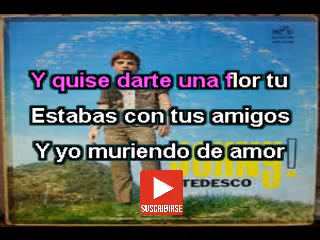 Y quise darte una flor tu
Estabas con tus amigos
Y yo muriendo de amor
TEDESCO
SUSCRIBIRSE